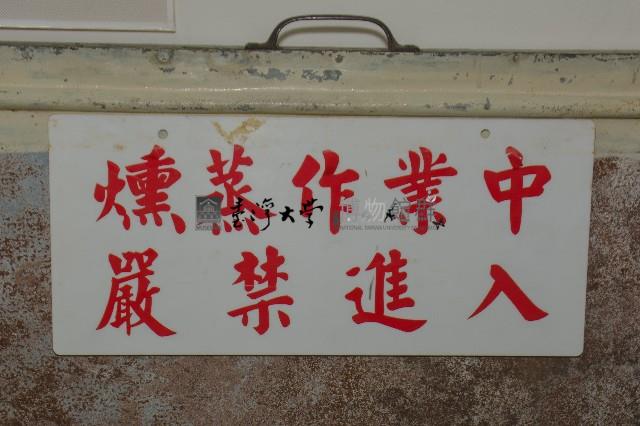 燻蒸作業中
臺灣大學 博物館群
嚴禁進入